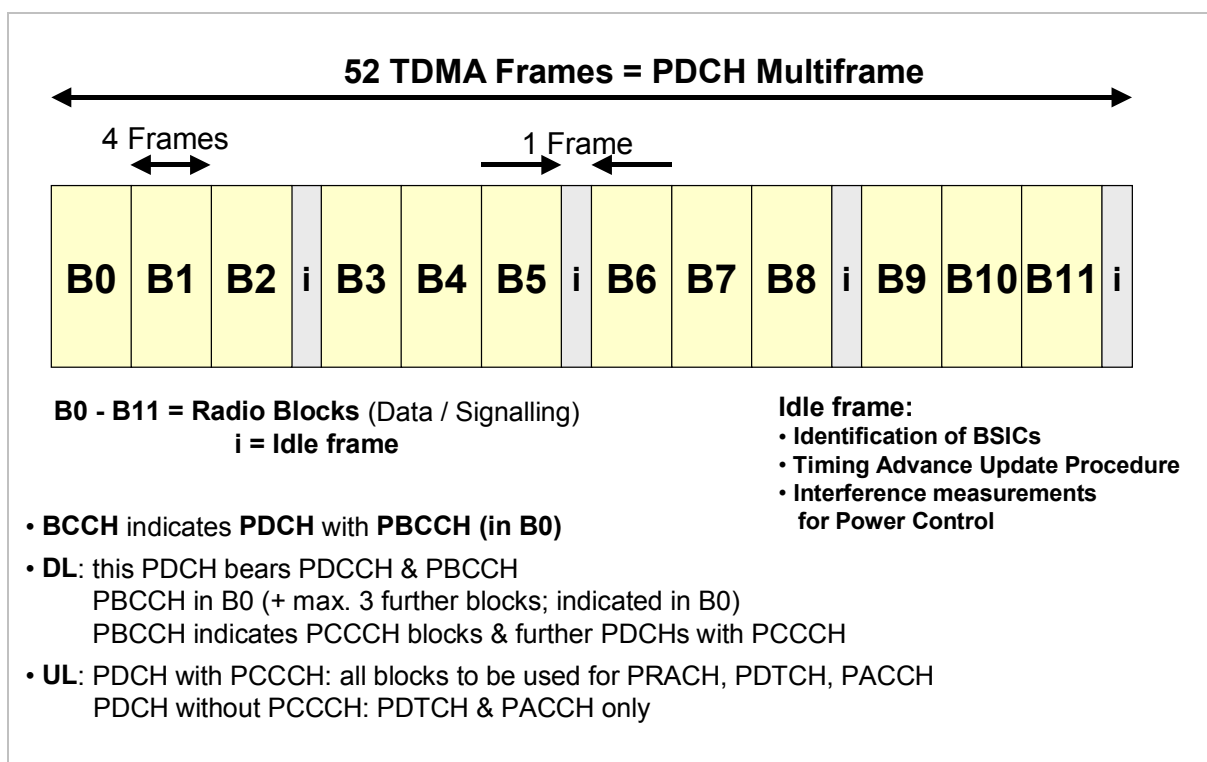 52 TDMA Frames = PDCH Multiframe
4 Frames
1 Frame
B0 B1 B2 i B3 B4 B5 i B6 B7 B8 i B9 B10 B11 i
B0 - B11 = Radio Blocks (Data / Signalling)
i = Idle frame
Idle frame:
• Identification of BSICs
• Timing Advance Update Procedure
• Interference measurements
for Power Control
• BCCH indicates PDCH with PBCCH (in B0)
• DL: this PDCH bears PDCCH & PBCCH
PBCCH in B0 (+ max. 3 further blocks; indicated in B0)
PBCCH indicates PCCCH blocks & further PDCHs with PCCCH
• UL: PDCH with PCCCH: all blocks to be used for PRACH, PDTCH, PACCH
PDCH without PCCCH: PDTCH & PACCH only